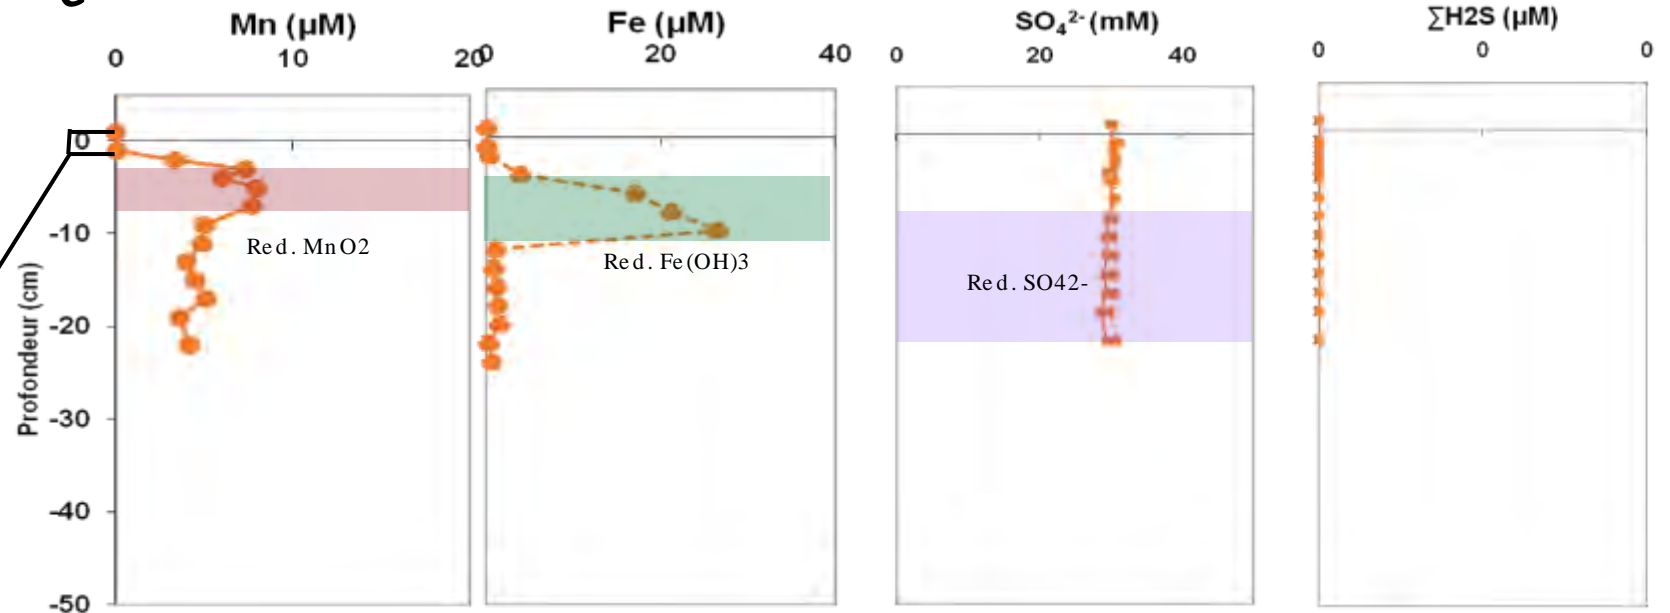 Mn (µM)
0 10 20
Fe (µM)
0 20 40
SO₄²⁻ (mM)
0 20 40
∑H2S (µM)
0 0 0
Profondeur (cm)
0
-10
-20
-30
-40
-50
Red. MnO2
Red. Fe(OH)3
Red. SO42-